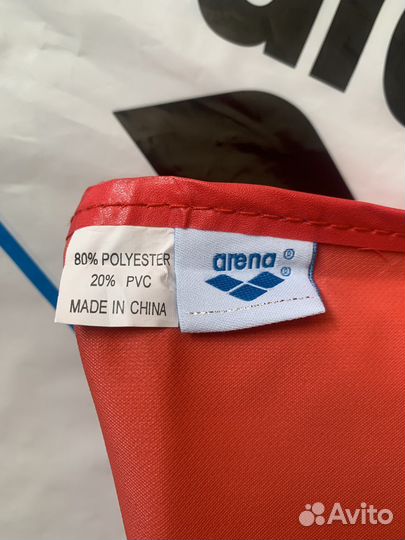 80% POLYESTER
20% PVC
MADE IN CHINA
arena ®
®
Avito